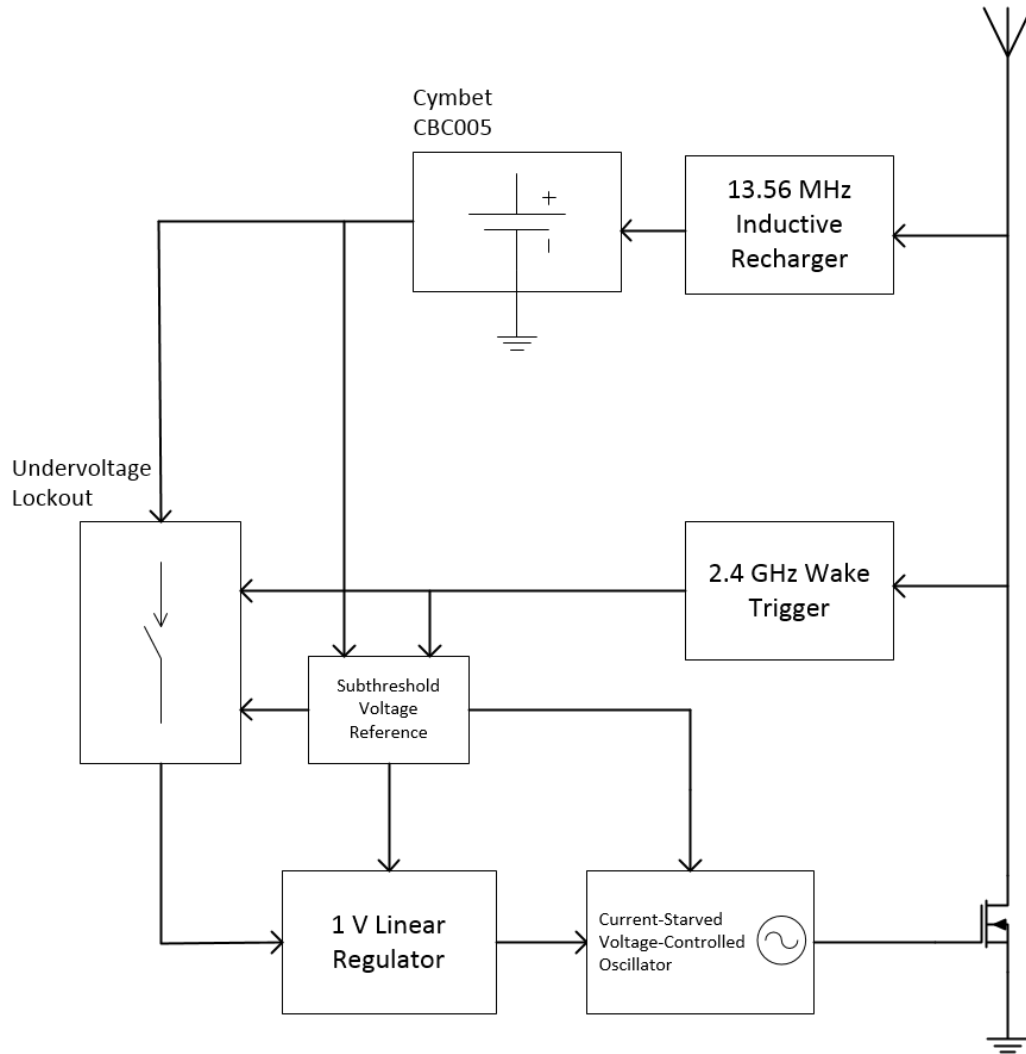 Cymbet
CBC005
13.56 MHz
Inductive
Recharger
+
Undervoltage
Lockout
2.4 GHz Wake
Trigger
Subthreshold
Voltage
Reference
1 V Linear
Regulator
Current-Starved
Voltage-Controlled
Oscillator